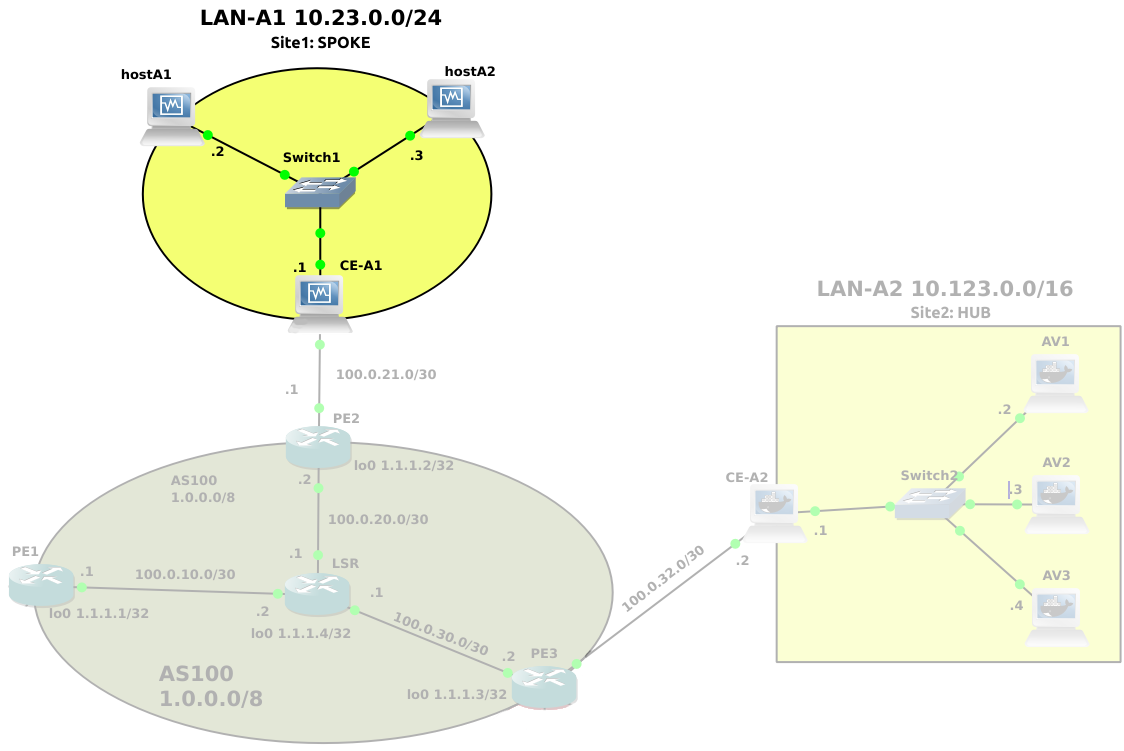 LAN-A1 10.23.0.0/24
Site1: SPOKE
hostA1
hostA2
.2
Switch1
.3
.1
CE-A1
LAN-A2 10.123.0.0/16
Site2: HUB
AV1
100.0.21.0/30
.1
.2
PE2
AS100
1.0.0.0/8
lo0 1.1.1.2/32
.2
Switch2
AV2
CE-A2
.3
100.0.20.0/30
.1
.2
.1
PE1
LSR
.1
100.0.10.0/30
.1
.2
lo0 1.1.1.1/32
lo0 1.1.1.4/32
100.0.30.0/30
100.0.32.0/30
AV3
.4
.2
PE3
AS100
1.0.0.0/8
lo0 1.1.1.3/32